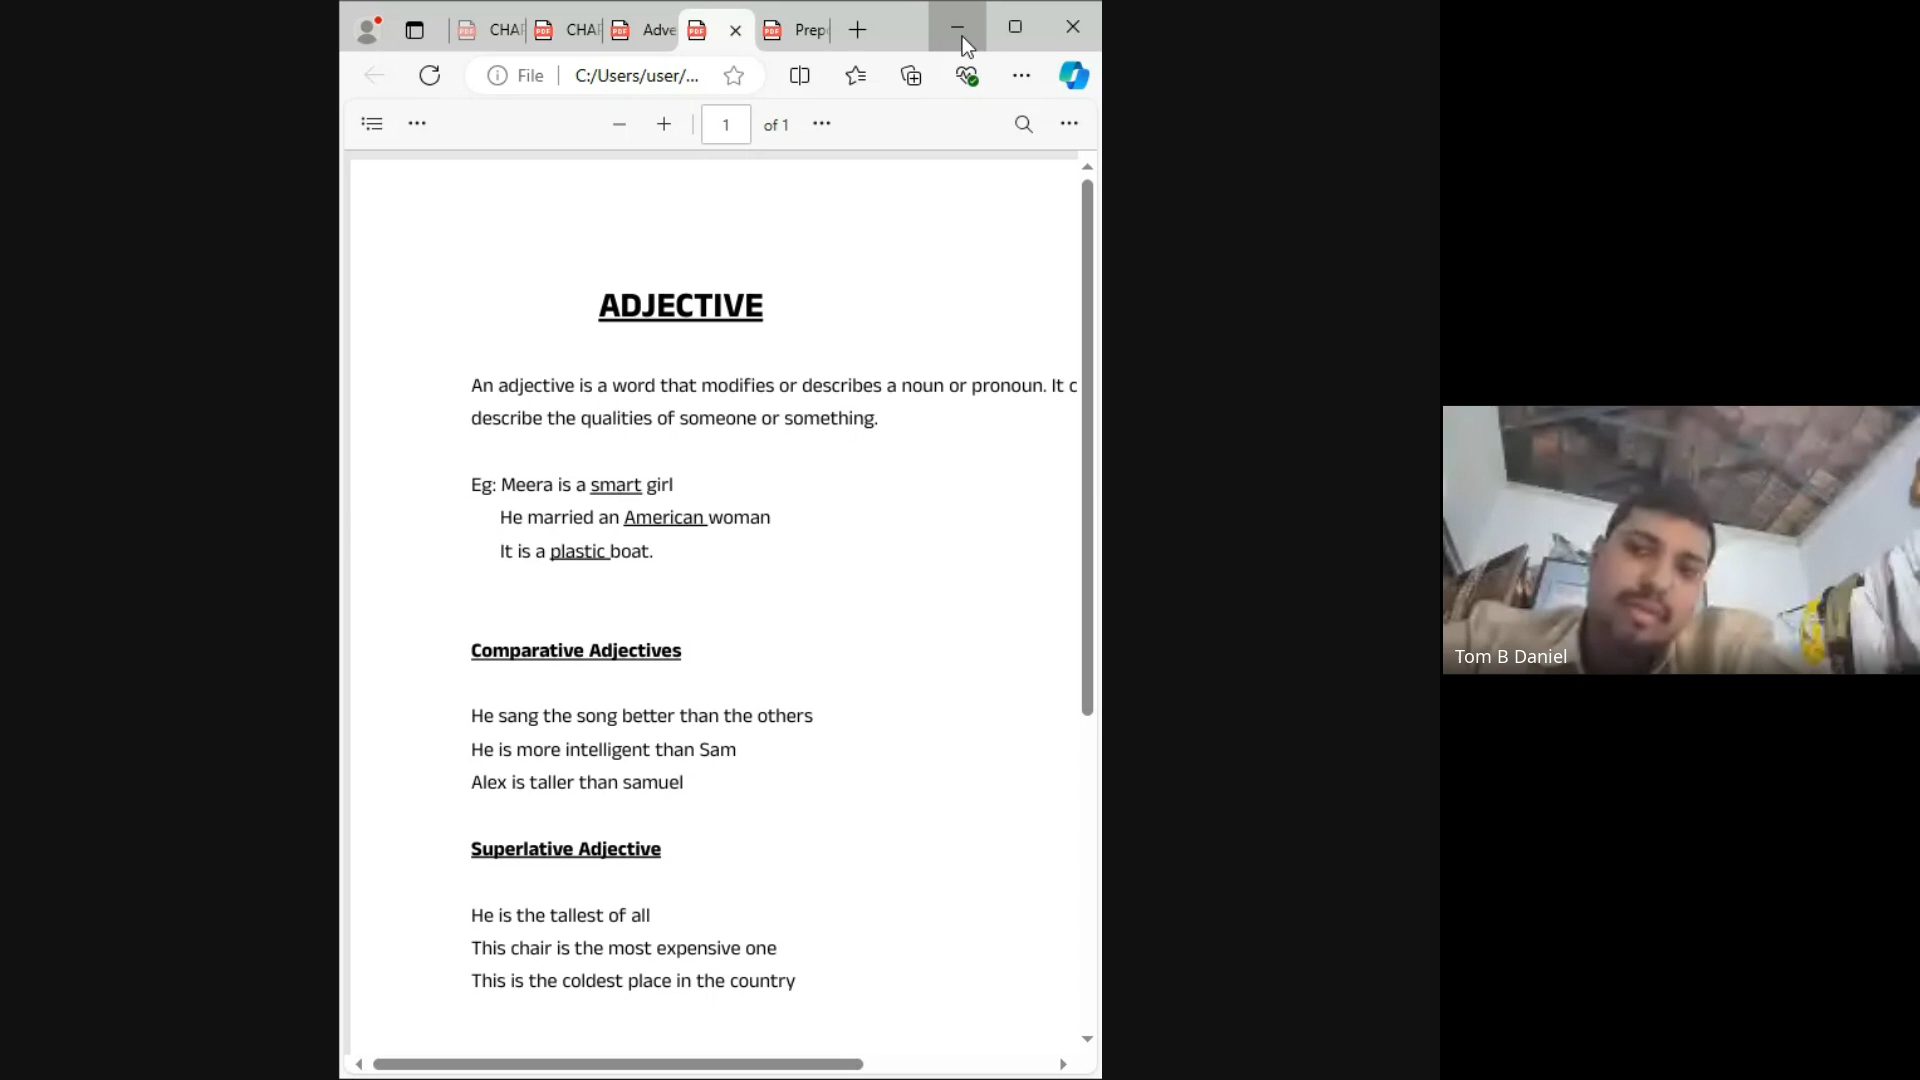 CHA
CHA
Adve
Prep
File
C:/Users/user/...
1
of 1
ADJECTIVE
An adjective is a word that modifies or describes a noun or pronoun. It c
describe the qualities of someone or something.
Eg: Meera is a smart girl
He married an American woman
It is a plastic boat.
Comparative Adjectives
He sang the song better than the others
He is more intelligent than Sam
Alex is taller than samuel
Superlative Adjective
He is the tallest of all
This chair is the most expensive one
This is the coldest place in the country
Tom B Daniel